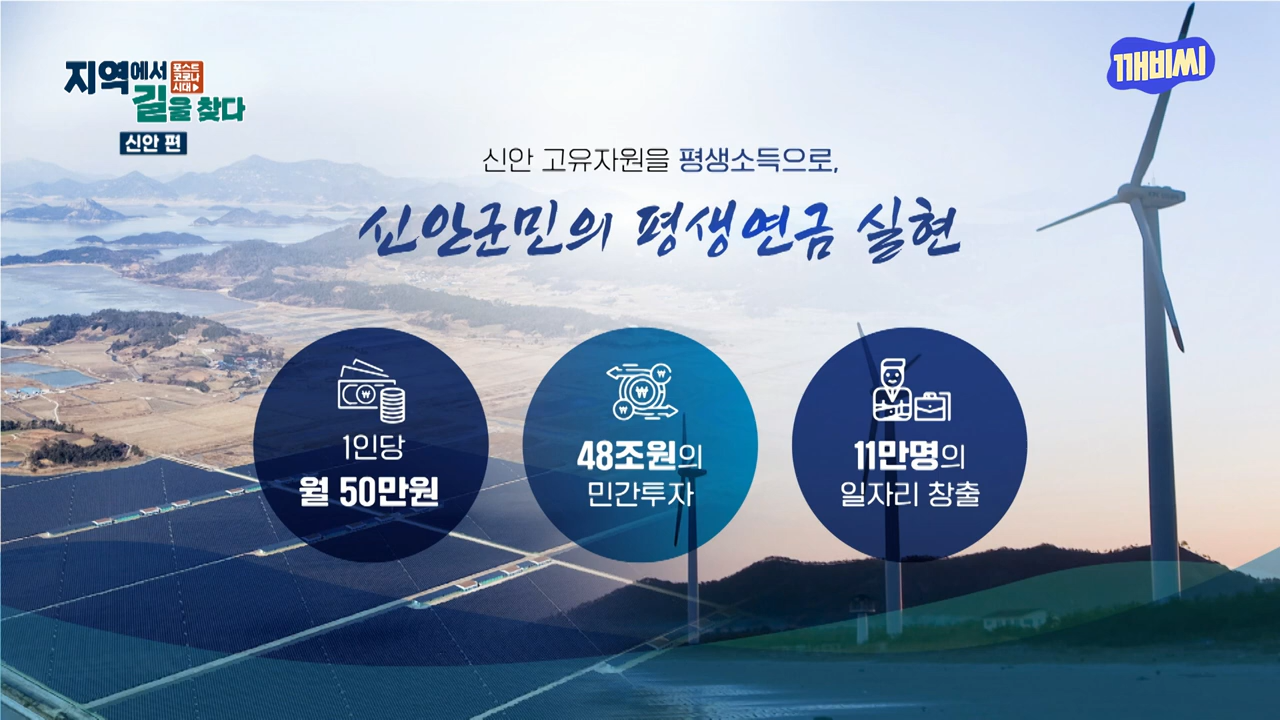 지역에서
포스트
코로나
시대
길을 찾다
신안 편
깨비씨
신안 고유자원을 평생소득으로,
신안군민의 평생연금 실현
1인당
월 50만원
48조원의
민간투자
11만명의
일자리 창출